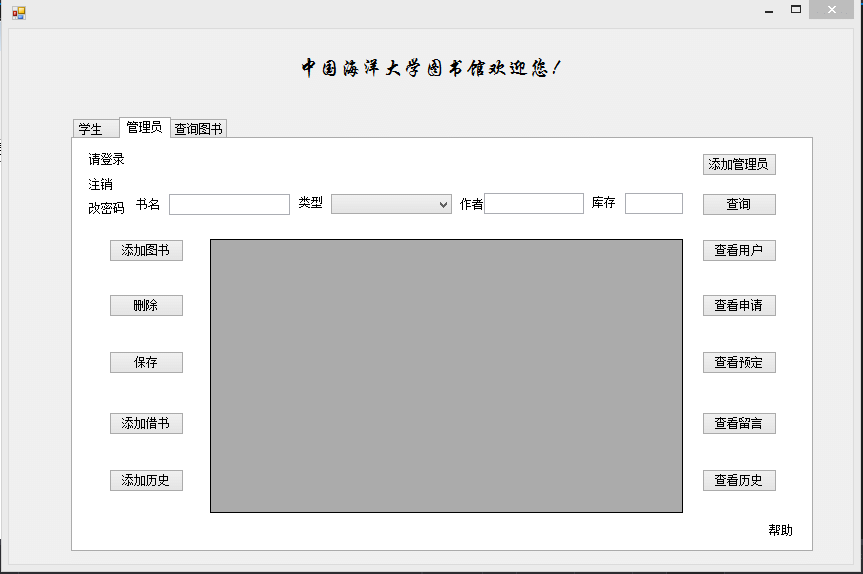 中国海洋大学图书馆欢迎您！
学生 管理员 查询图书
请登录 添加管理员
注销
改密码 书名 类型 作者 库存 查询
添加图书 查看用户
删除 查看申请
保存 查看预定
添加借书 查看留言
添加历史 查看历史
帮助